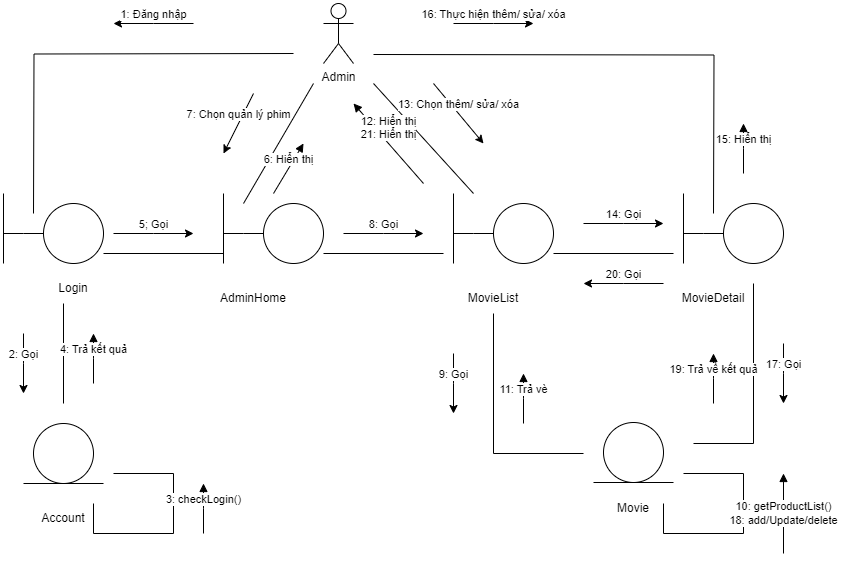 1: Đăng nhập
16: Thực hiện thêm/ sửa/ xóa
Admin
7: Chọn quản lý phim
13: Chọn thêm/ sửa/ xóa
12: Hiển thị
21: Hiển thị
6: Hiển thị
15: Hiển thị
5; Gọi
8: Gọi
14: Gọi
20: Gọi
Login
AdminHome
MovieList
MovieDetail
2: Gọi
4: Trả kết quả
9: Gọi
11: Trả vè
19: Trả về kết quả
17: Gọi
3: checkLogin()
Account
Movie
10: getProductList()
18: add/Update/delete